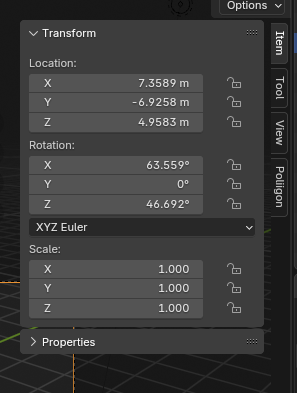 Options
Transform
Location:
X 7.3589 m
Y -6.9258 m
Z 4.9583 m
Rotation:
X 63.559°
Y 0°
Z 46.692°
XYZ Euler
Scale:
X 1.000
Y 1.000
Z 1.000
Properties
Item
Tool
View
Poliigon